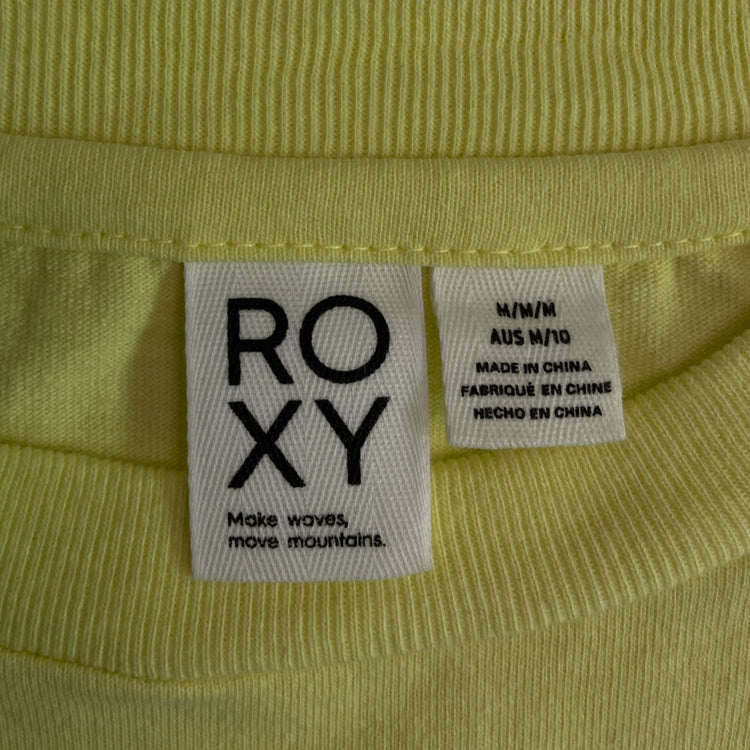 RO
XY
Make waves,
move mountains.
M/M/M
AUS M/10
MADE IN CHINA
FABRIQUÉ EN CHINE
HECHO EN CHINA